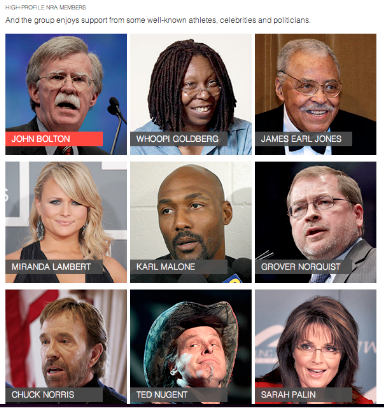 HIGH-PROFILE NRA MEMBERS
And the group enjoys support from some well-known athletes, celebrities and politicians.
JOHN BOLTON
WHOOPI GOLDBERG
JAMES EARL JONES
MIRANDA LAMBERT
KARL MALONE
GROVER NORQUIST
CHUCK NORRIS
TED NUGENT
SARAH PALIN